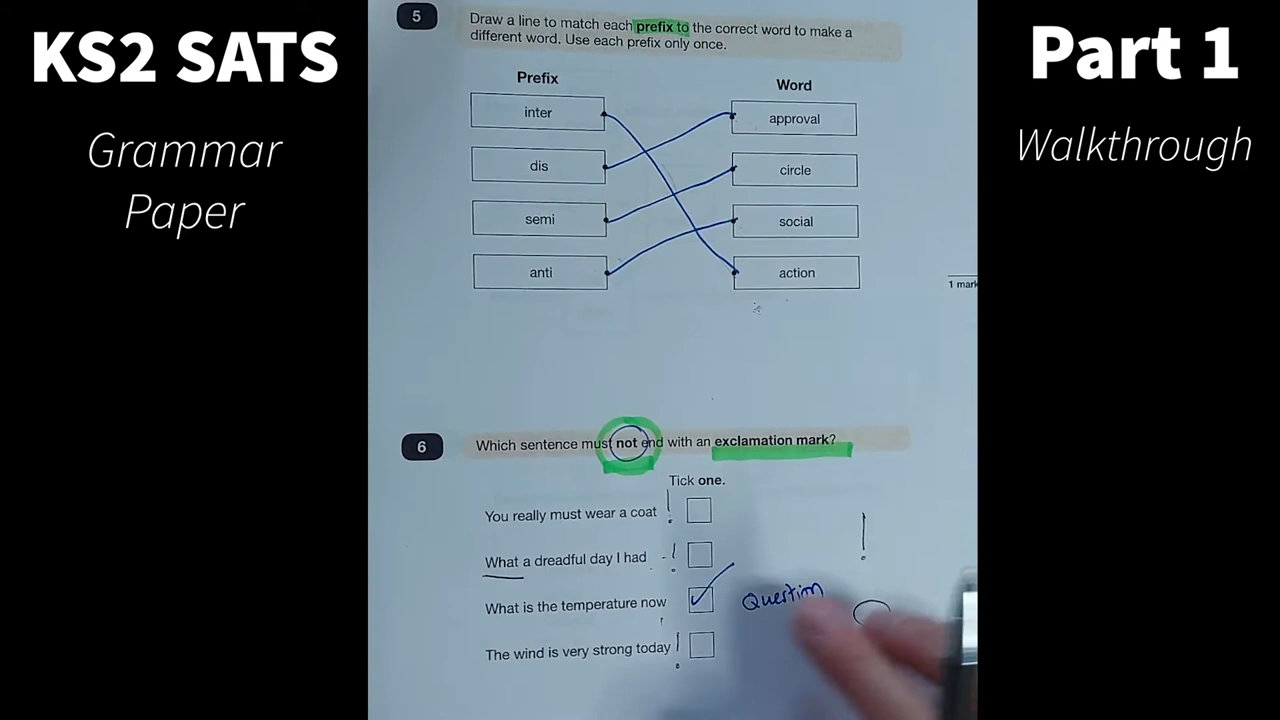 KS2 SATS
Grammar
Paper
5
Draw a line to match each prefix to the correct word to make a
different word. Use each prefix only once.
Prefix
Word
inter
approval
dis
circle
semi
social
anti
action
1 mark
6
Which sentence must not end with an exclamation mark?
Tick one.
You really must wear a coat !
What a dreadful day I had !
What is the temperature now
Question
The wind is very strong today !
!
Part 1
Walkthrough